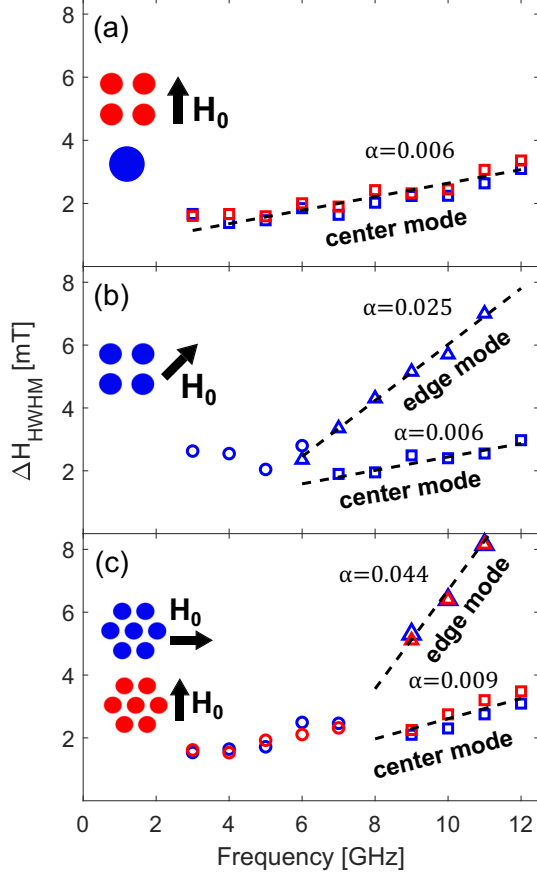 (a)
8
6
4
2
H0
α=0.006
center mode
(b)
8
6
4
2
0
H0
α=0.025
edge mode
α=0.006
center mode
ΔHHWHM [mT]
(c)
8
6
4
2
H0
H0
α=0.044
edge mode
α=0.009
center mode
0 2 4 6 8 10 12
Frequency [GHz]